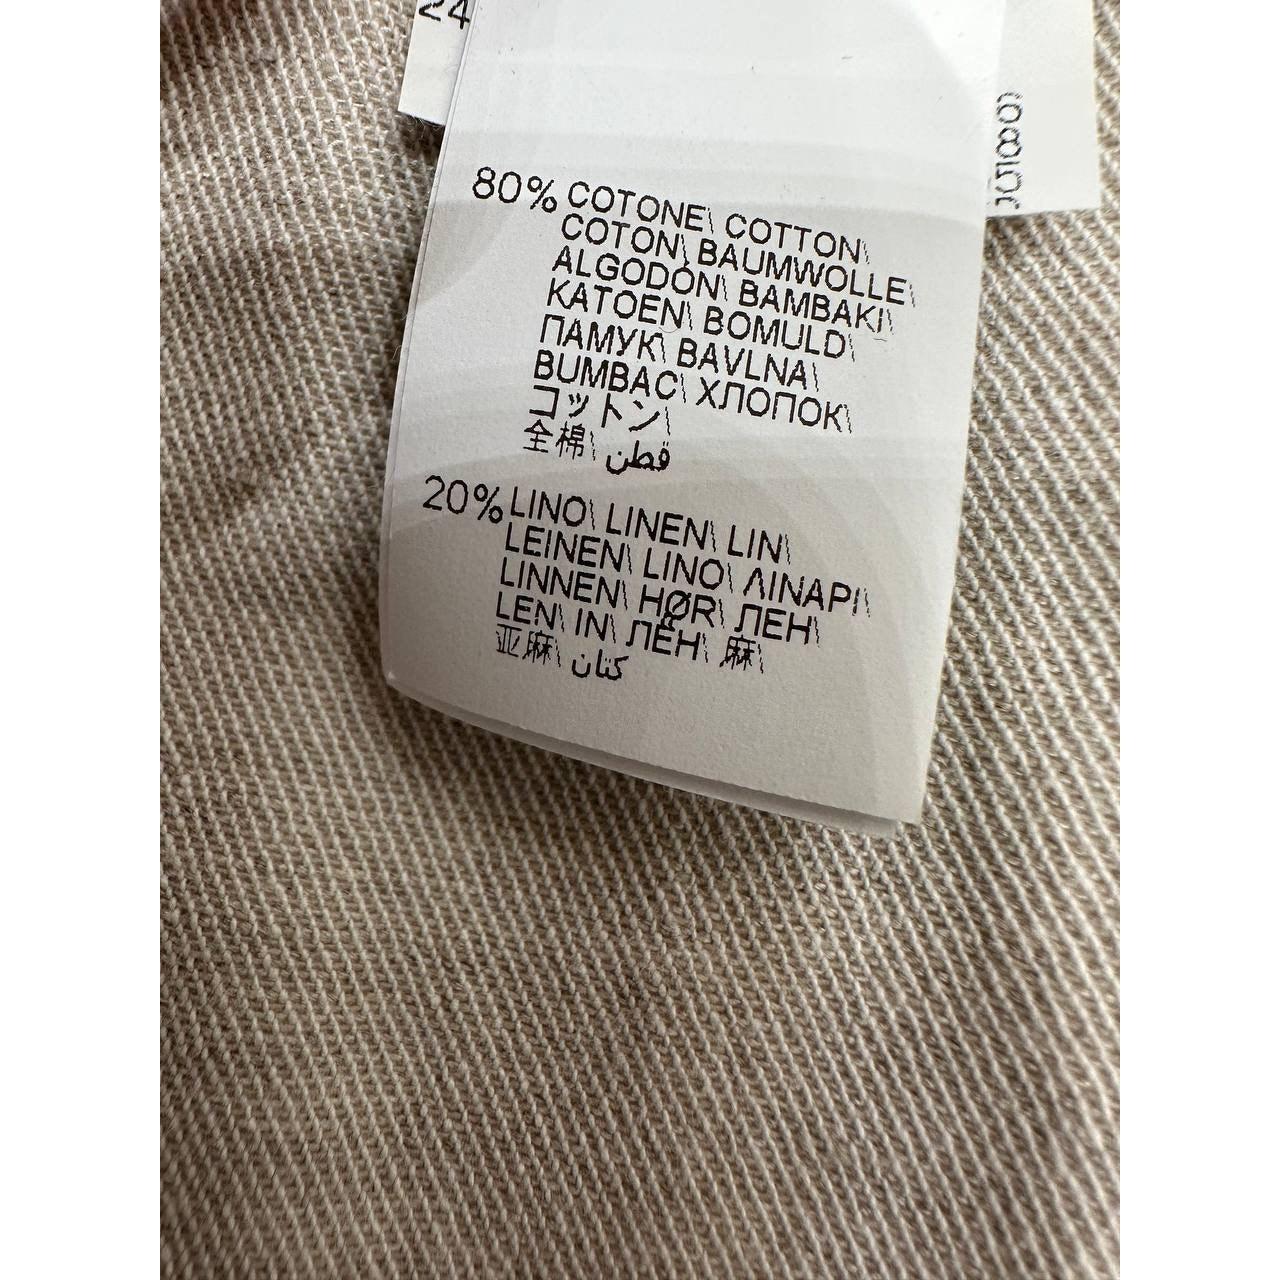 24
80% COTONE\ COTTON\
COTON\ BAUMWOLLE\
ALGODÓN\ BAMBAKI\
KATOEN\ BOMULD\
ПАМУК\ BAVLNA\
BUMBAC\ ХЛОПОК\
コットン\
全棉\ قطن
20% LINO\ LINEN\ LIN\
LEINEN\ LINO\ ΛΙΝΑΡΙ\
LINNEN\ HØR\ ЛЕН\
LEN\ IN\ ЛЁН\ 麻\
亚麻\ كتان